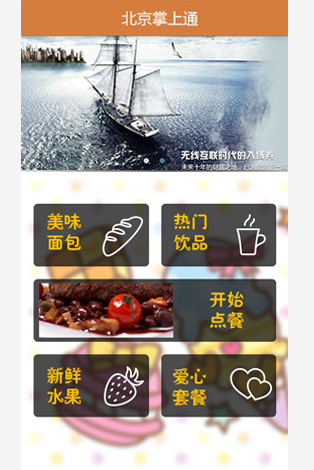 北京掌上通
无线互联时代的入场券
未来十年的财富之地，
美味
面包
热门
饮品
开始
点餐
新鲜
水果
爱心
套餐